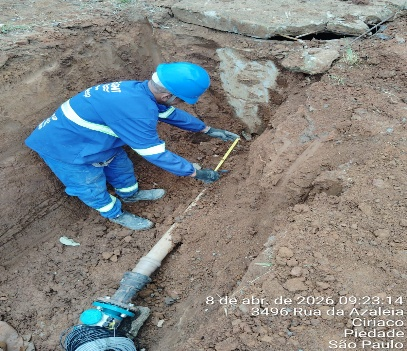 8 de abr. de 2026 09:23:14
3496 Rua da Azaleia
Ciriaco
Piedade
São Paulo